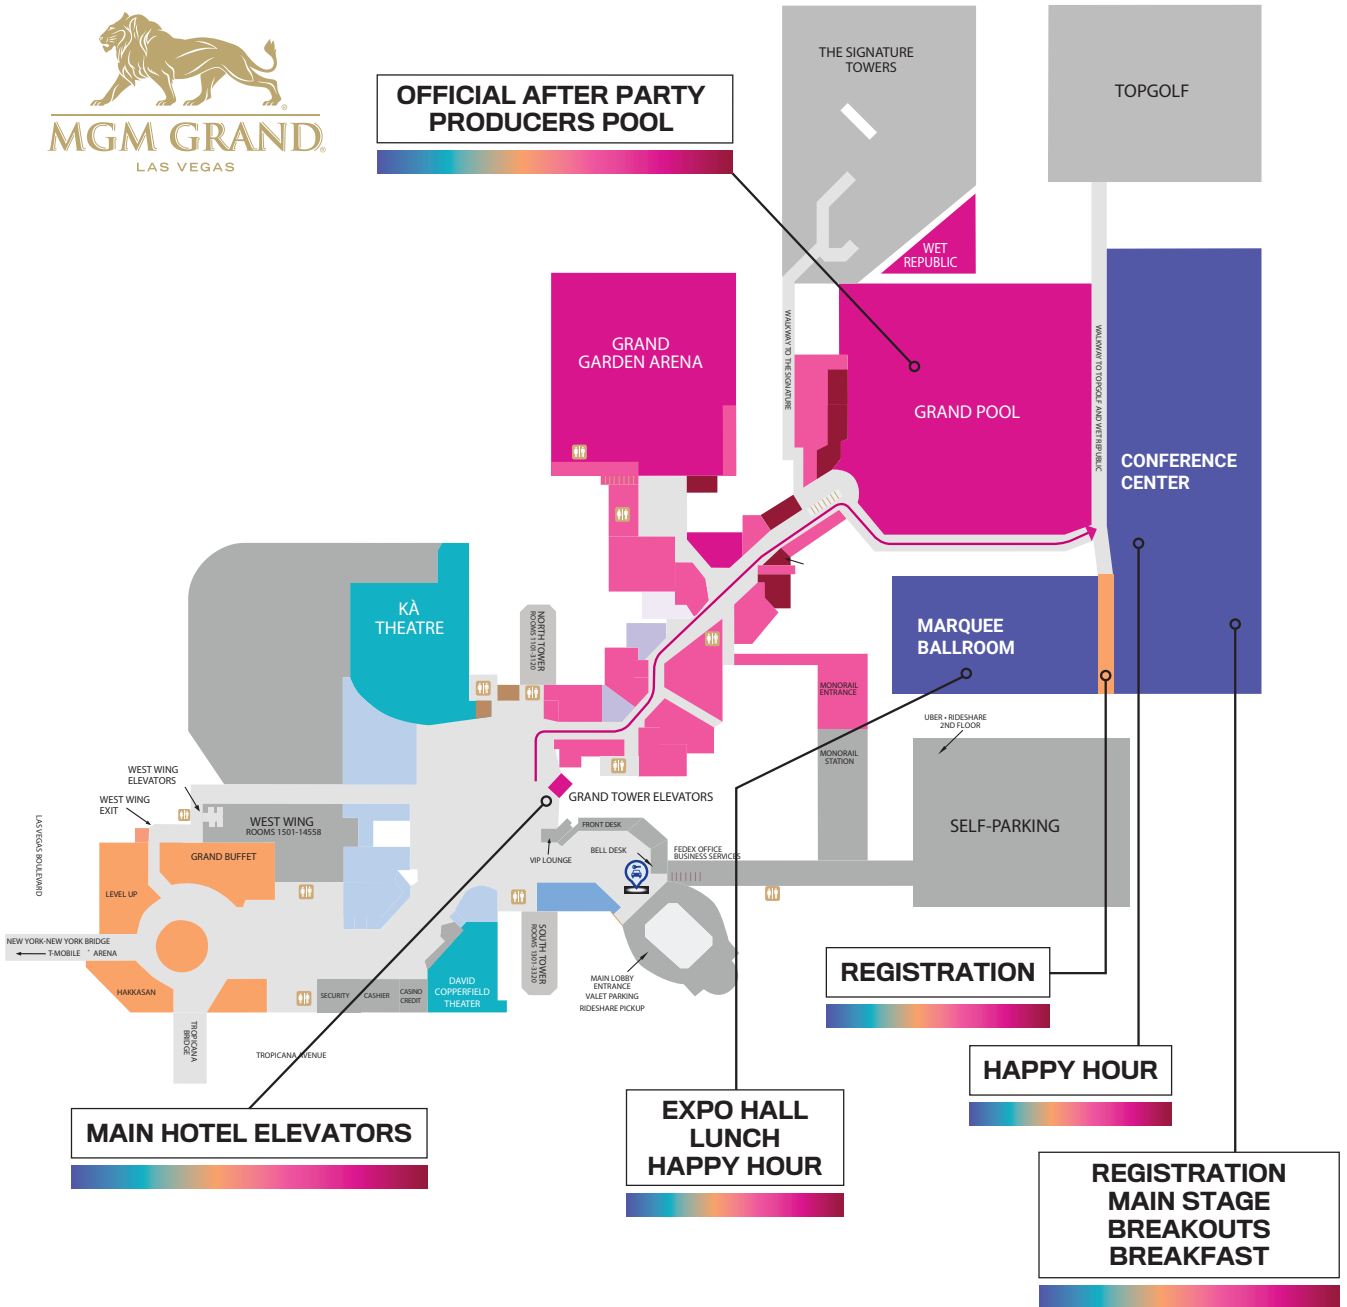 MGM GRAND
LAS VEGAS
OFFICIAL AFTER PARTY
PRODUCERS POOL
THE SIGNATURE
TOWERS
TOPGOLF
WET
REPUBLIC
WALKWAY TO THE SIGNATURE
WALKWAY TO TOPGOLF AND WET REPUBLIC
GRAND
GARDEN ARENA
GRAND POOL
CONFERENCE
CENTER
KÀ
THEATRE
NORTH TOWER
ROOMS 1101-3120
MARQUEE
BALLROOM
MONORAIL
ENTRANCE
UBER • RIDESHARE
2ND FLOOR
MONORAIL
STATION
WEST WING
ELEVATORS
WEST WING
EXIT
GRAND TOWER ELEVATORS
LAS VEGAS BOULEVARD
WEST WING
ROOMS 1501-14558
FRONT DESK
SELF-PARKING
GRAND BUFFET
VIP LOUNGE
BELL DESK
FEDEX OFFICE
BUSINESS SERVICES
LEVEL UP
NEW YORK-NEW YORK BRIDGE
T-MOBILE ARENA
SOUTH TOWER
ROOMS 1301-3320
HAKKASAN
SECURITY
CASHIER
CASINO
CREDIT
DAVID
COPPERFIELD
THEATER
MAIN LOBBY
ENTRANCE
VALET PARKING
RIDESHARE PICKUP
REGISTRATION
TROPICANA
BRIDGE
TROPICANA AVENUE
HAPPY HOUR
MAIN HOTEL ELEVATORS
EXPO HALL
LUNCH
HAPPY HOUR
REGISTRATION
MAIN STAGE
BREAKOUTS
BREAKFAST